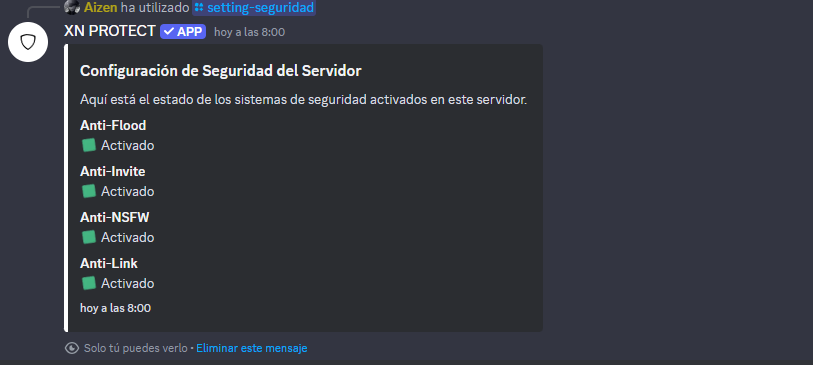 Aizen ha utilizado setting-seguridad
XN PROTECT APP hoy a las 8:00
Configuración de Seguridad del Servidor
Aquí está el estado de los sistemas de seguridad activados en este servidor.
Anti-Flood
Activado
Anti-Invite
Activado
Anti-NSFW
Activado
Anti-Link
Activado
hoy a las 8:00
Solo tú puedes verlo • Eliminar este mensaje